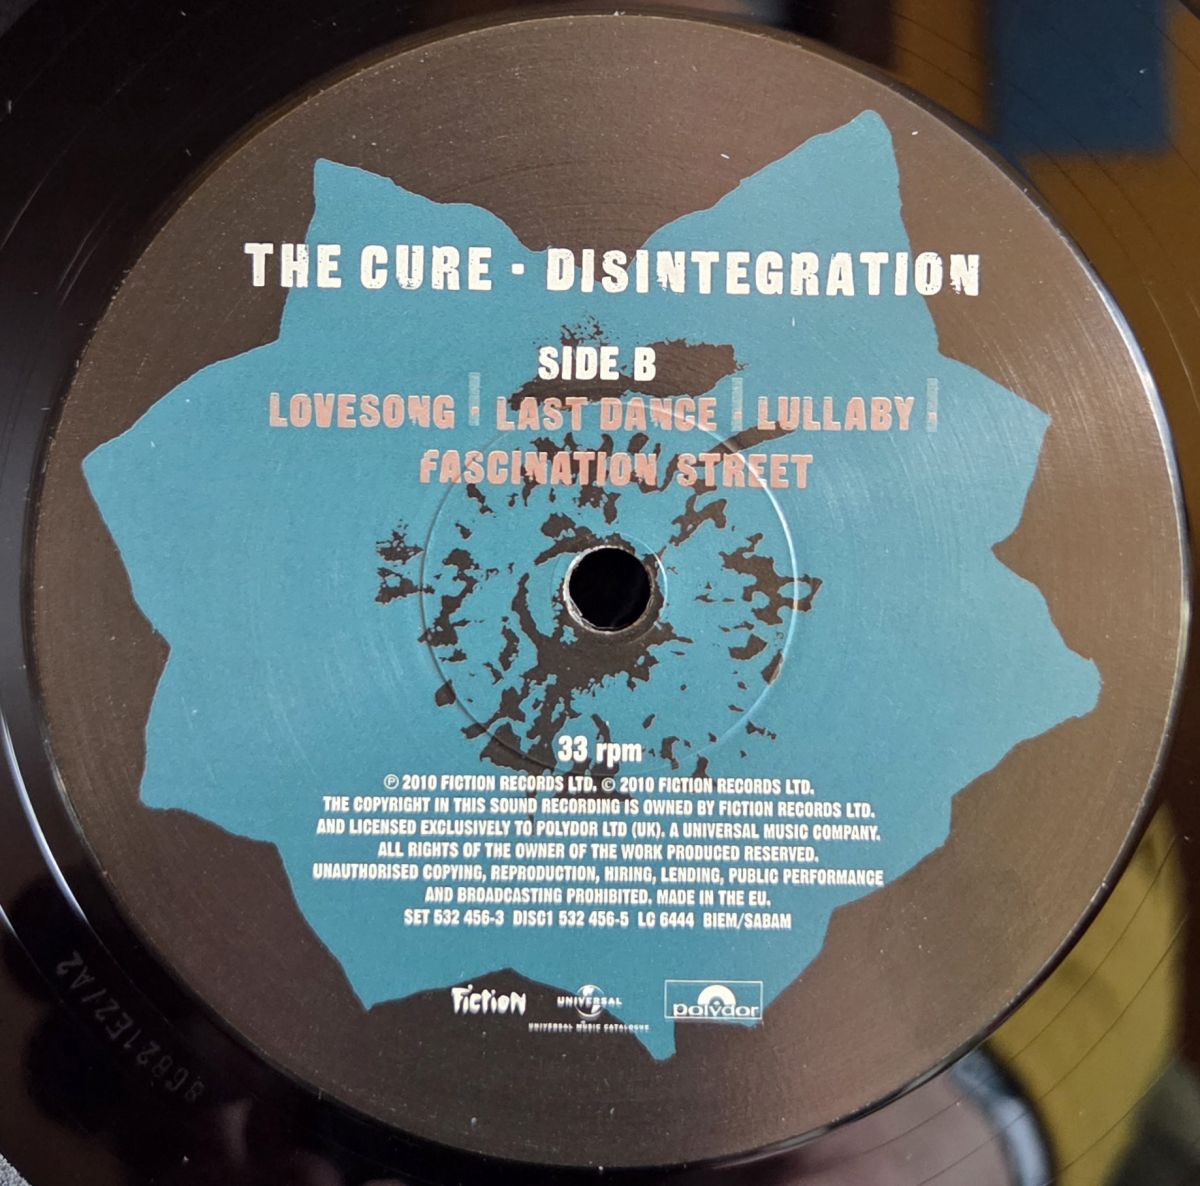 THE CURE · DISINTEGRATION
SIDE B
LOVESONG · LAST DANCE · LULLABY ·
FASCINATION STREET
33 rpm
℗ 2010 FICTION RECORDS LTD. © 2010 FICTION RECORDS LTD.
THE COPYRIGHT IN THIS SOUND RECORDING IS OWNED BY FICTION RECORDS LTD.
AND LICENSED EXCLUSIVELY TO POLYDOR LTD (UK). A UNIVERSAL MUSIC COMPANY.
ALL RIGHTS OF THE OWNER OF THE WORK PRODUCED RESERVED.
UNAUTHORISED COPYING, REPRODUCTION, HIRING, LENDING, PUBLIC PERFORMANCE
AND BROADCASTING PROHIBITED. MADE IN THE EU.
SET 532 456-3 DISC1 532 456-5 LC 6444 BIEM/SABAM
Fiction UNIVERSAL polydor
UNIVERSAL MUSIC CATALOGUE